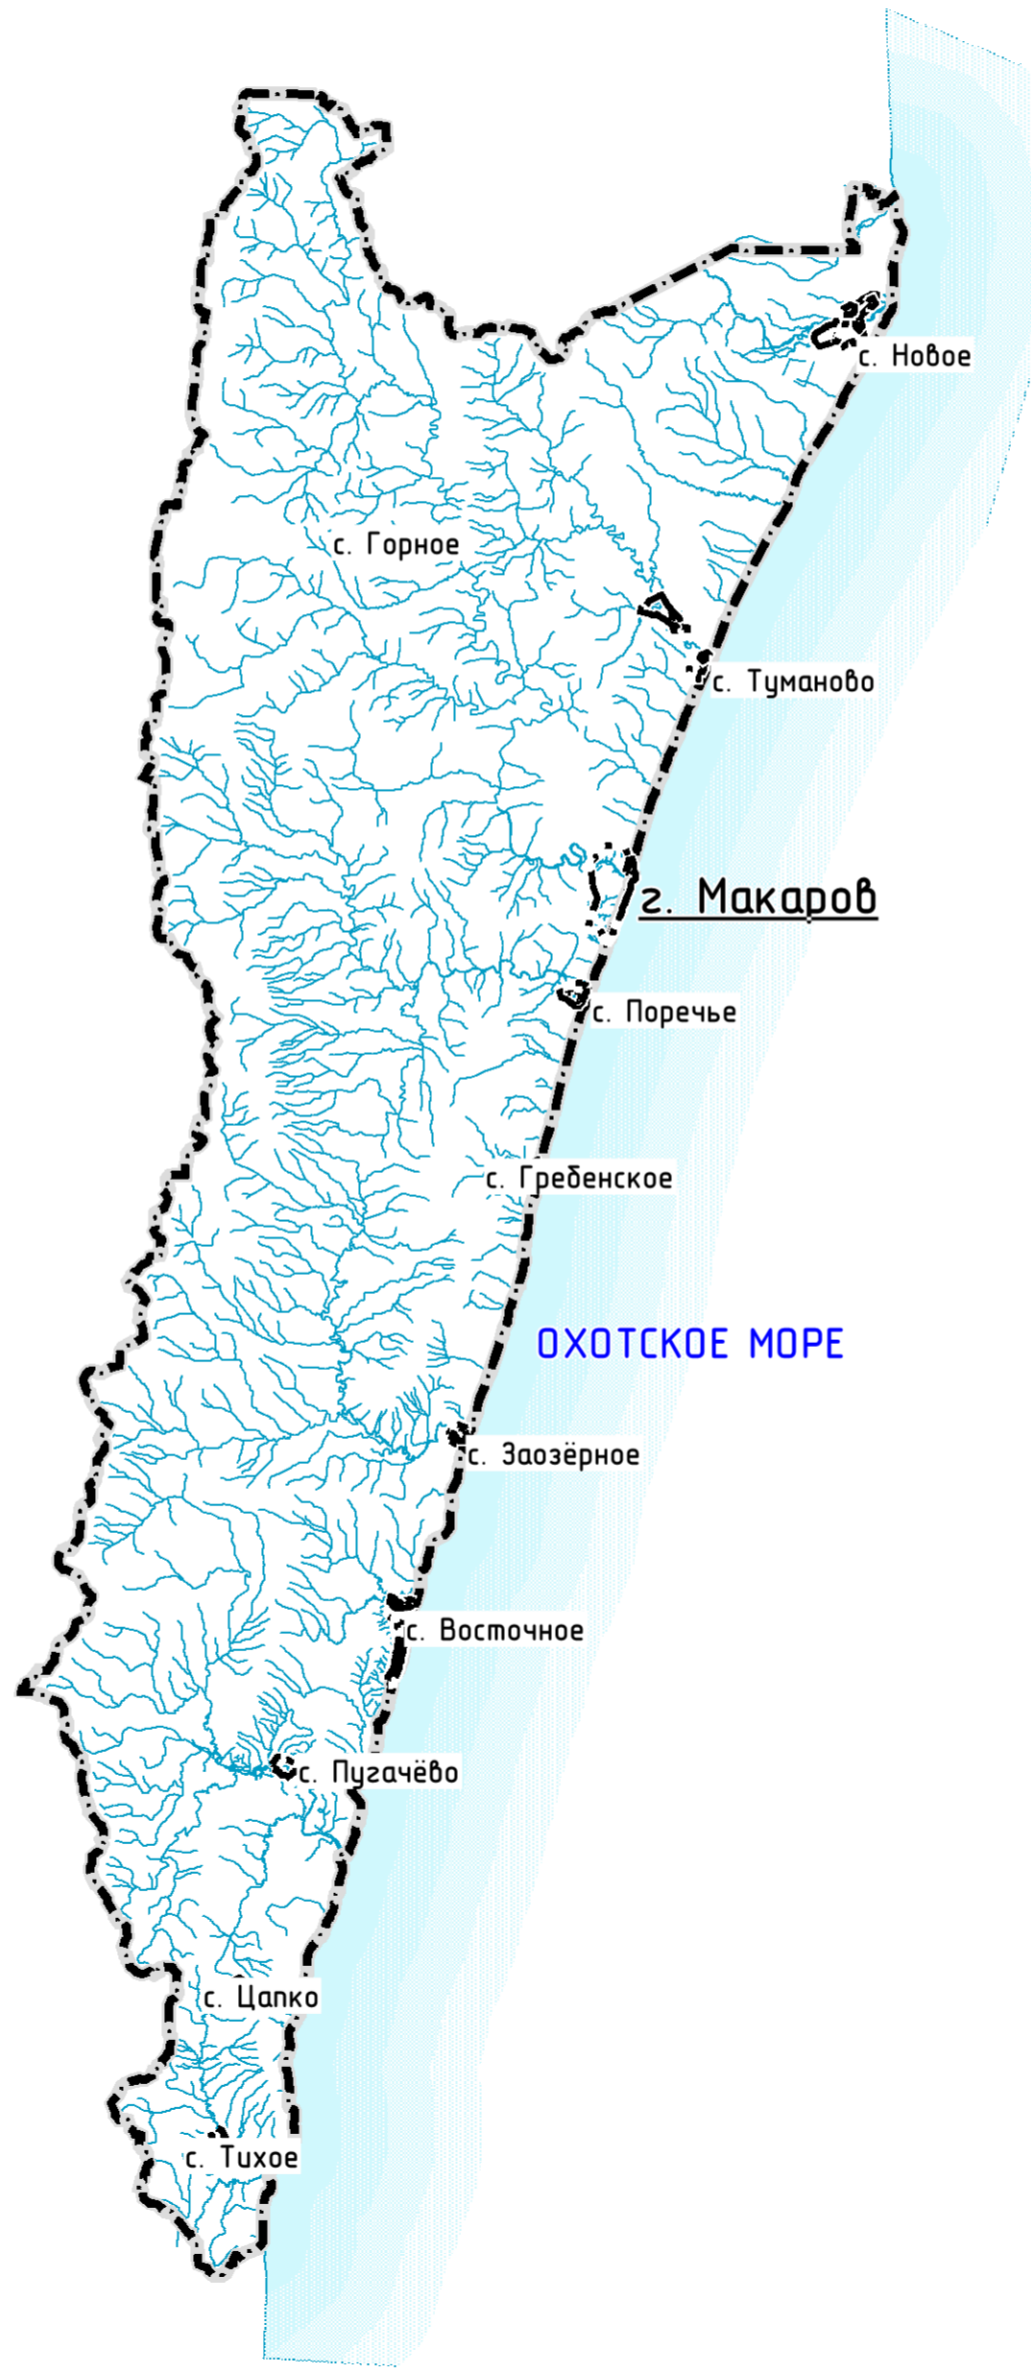 с. Новое
с. Горное
с. Туманово
г. Макаров
с. Поречье
с. Гребенское
ОХОТСКОЕ МОРЕ
с. Заозёрное
с. Восточное
с. Пугачёво
с. Цапко
с. Тихое